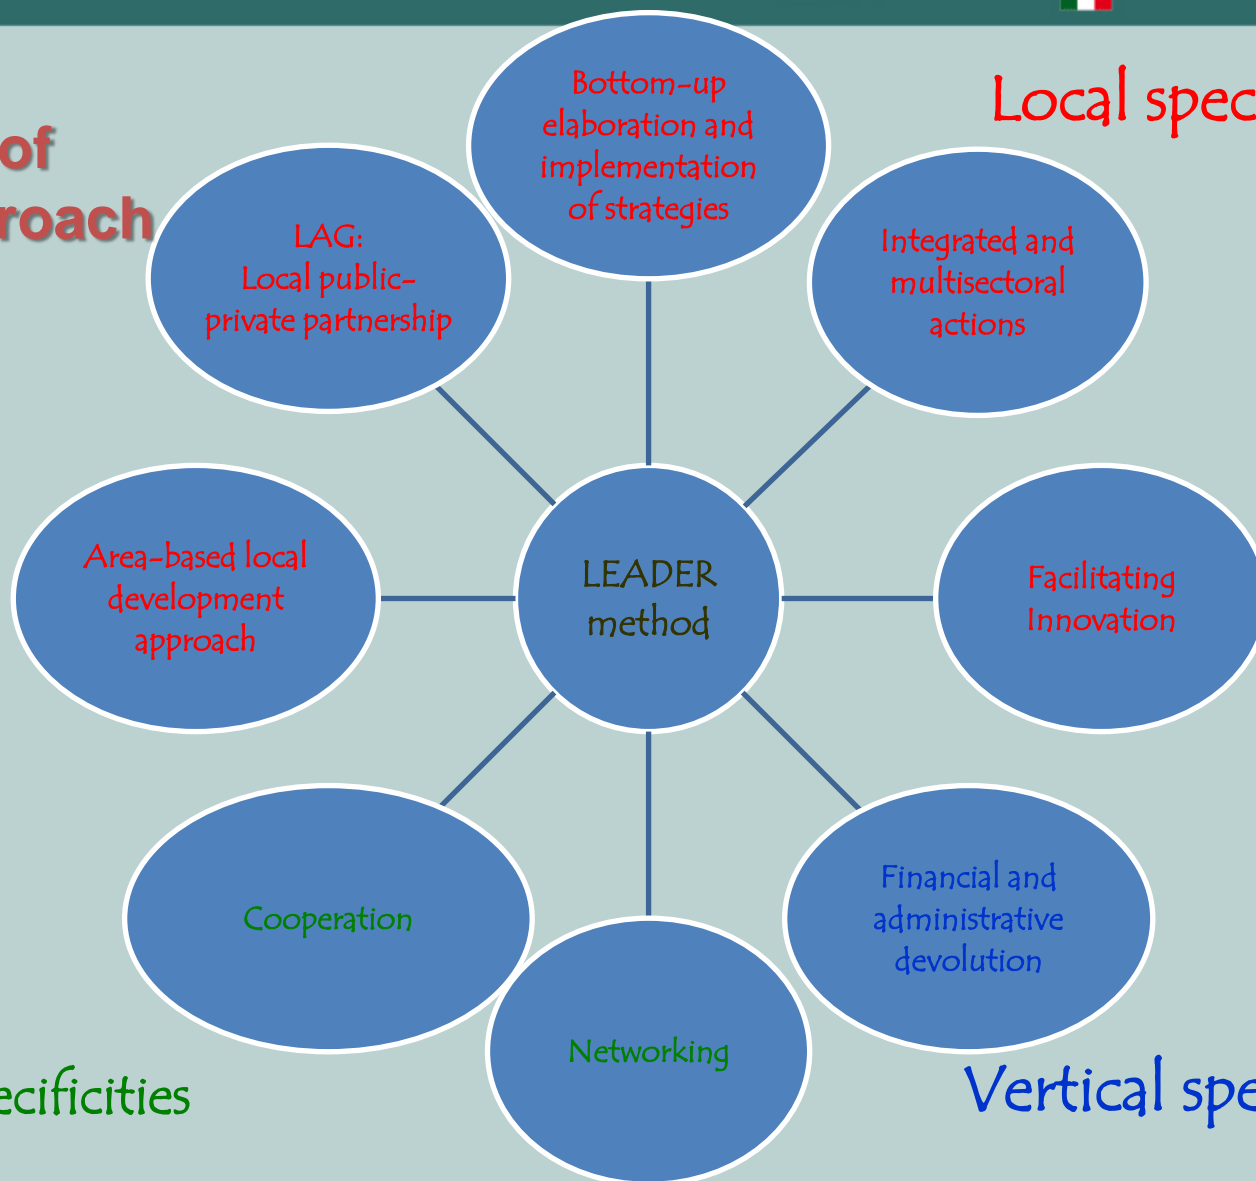 of
roach
Local spec
Bottom-up
elaboration and
implementation
of strategies
LAG:
Local public-
private partnership
Integrated and
multisectoral
actions
Area-based local
development
approach
LEADER
method
Facilitating
Innovation
Cooperation
Financial and
administrative
devolution
Networking
ecificities
Vertical spe